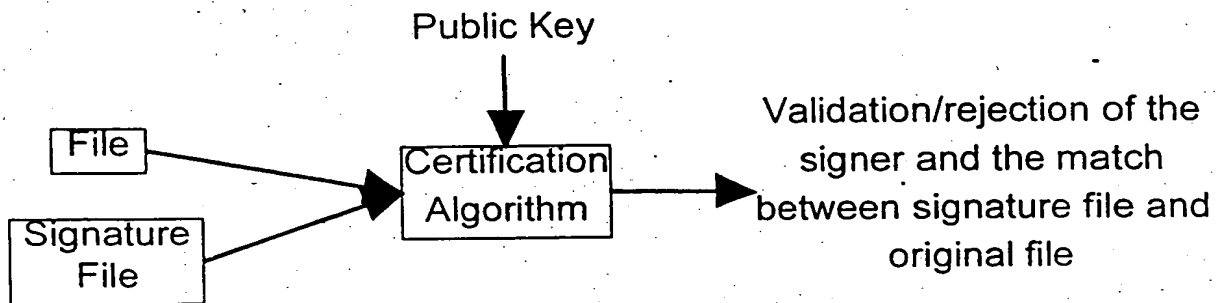 Public Key
File
Signature
File
Certification
Algorithm
Validation/rejection of the
signer and the match
between signature file and
original file